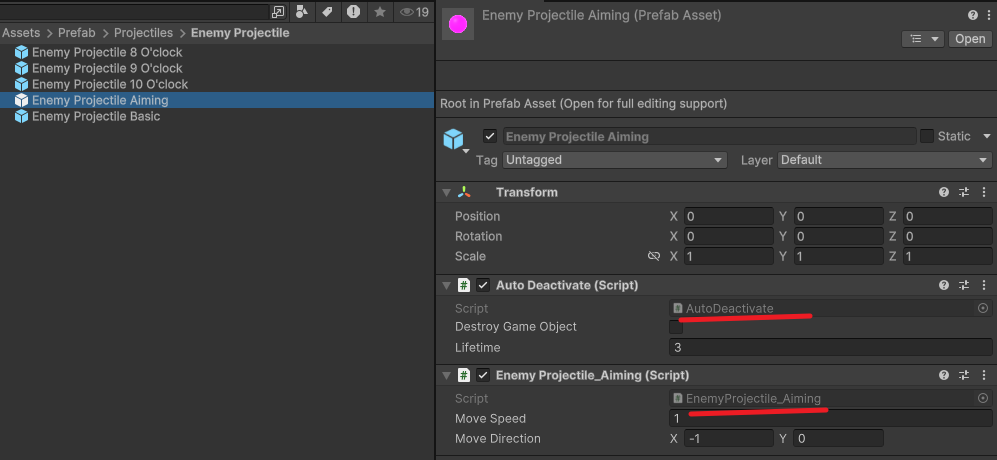 19
Assets > Prefab > Projectiles > Enemy Projectile
Enemy Projectile 8 O'clock
Enemy Projectile 9 O'clock
Enemy Projectile 10 O'clock
Enemy Projectile Aiming
Enemy Projectile Basic
Enemy Projectile Aiming (Prefab Asset)
Open
Root in Prefab Asset (Open for full editing support)
Enemy Projectile Aiming
Static
Tag Untagged Layer Default
Transform
Position X 0 Y 0 Z 0
Rotation X 0 Y 0 Z 0
Scale X 1 Y 1 Z 1
# Auto Deactivate (Script)
Script AutoDeactivate
Destroy Game Object
Lifetime 3
# Enemy Projectile_Aiming (Script)
Script EnemyProjectile_Aiming
Move Speed 1
Move Direction X -1 Y 0